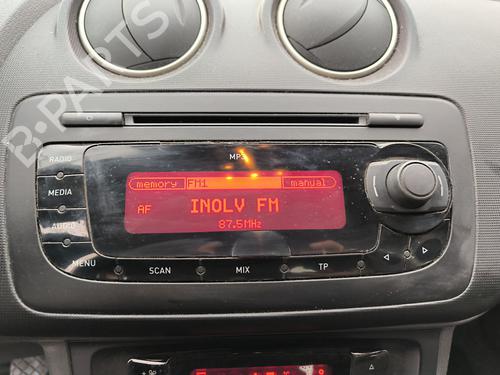 B-PARTS
MP3
RADIO
MEDIA
AUDIO
memory FM1 manual
AF INOLV FM
87.5MHz
MENU SCAN MIX TP